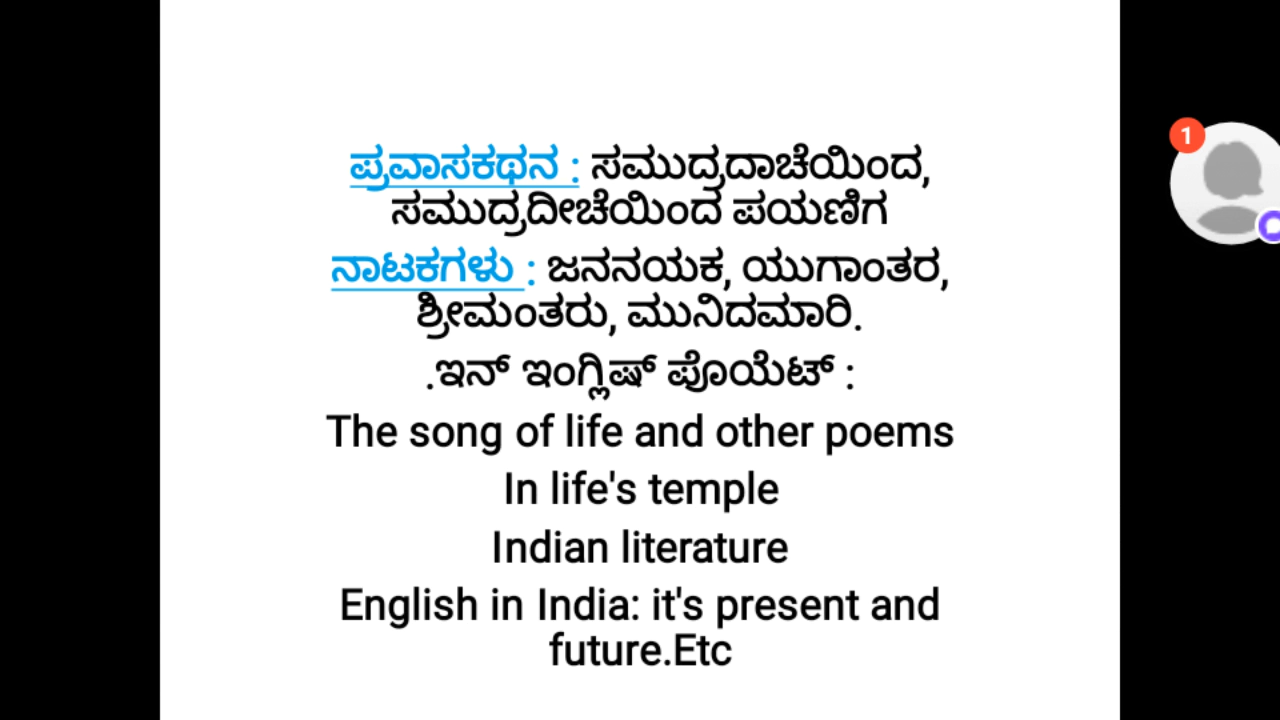 ಪ್ರವಾಸಕಥನ : ಸಮುದ್ರದಾಚೆಯಿಂದ,
ಸಮುದ್ರದೀಚೆಯಿಂದ ಪಯಣಿಗ
ನಾಟಕಗಳು : ಜನನಯಕ, ಯುಗಾಂತರ,
ಶ್ರೀಮಂತರು, ಮುನಿದಮಾರಿ.
.ಇನ್ ಇಂಗ್ಲಿಷ್ ಪೊಯೆಟ್ :
The song of life and other poems
In life's temple
Indian literature
English in India: it's present and
future.Etc
1